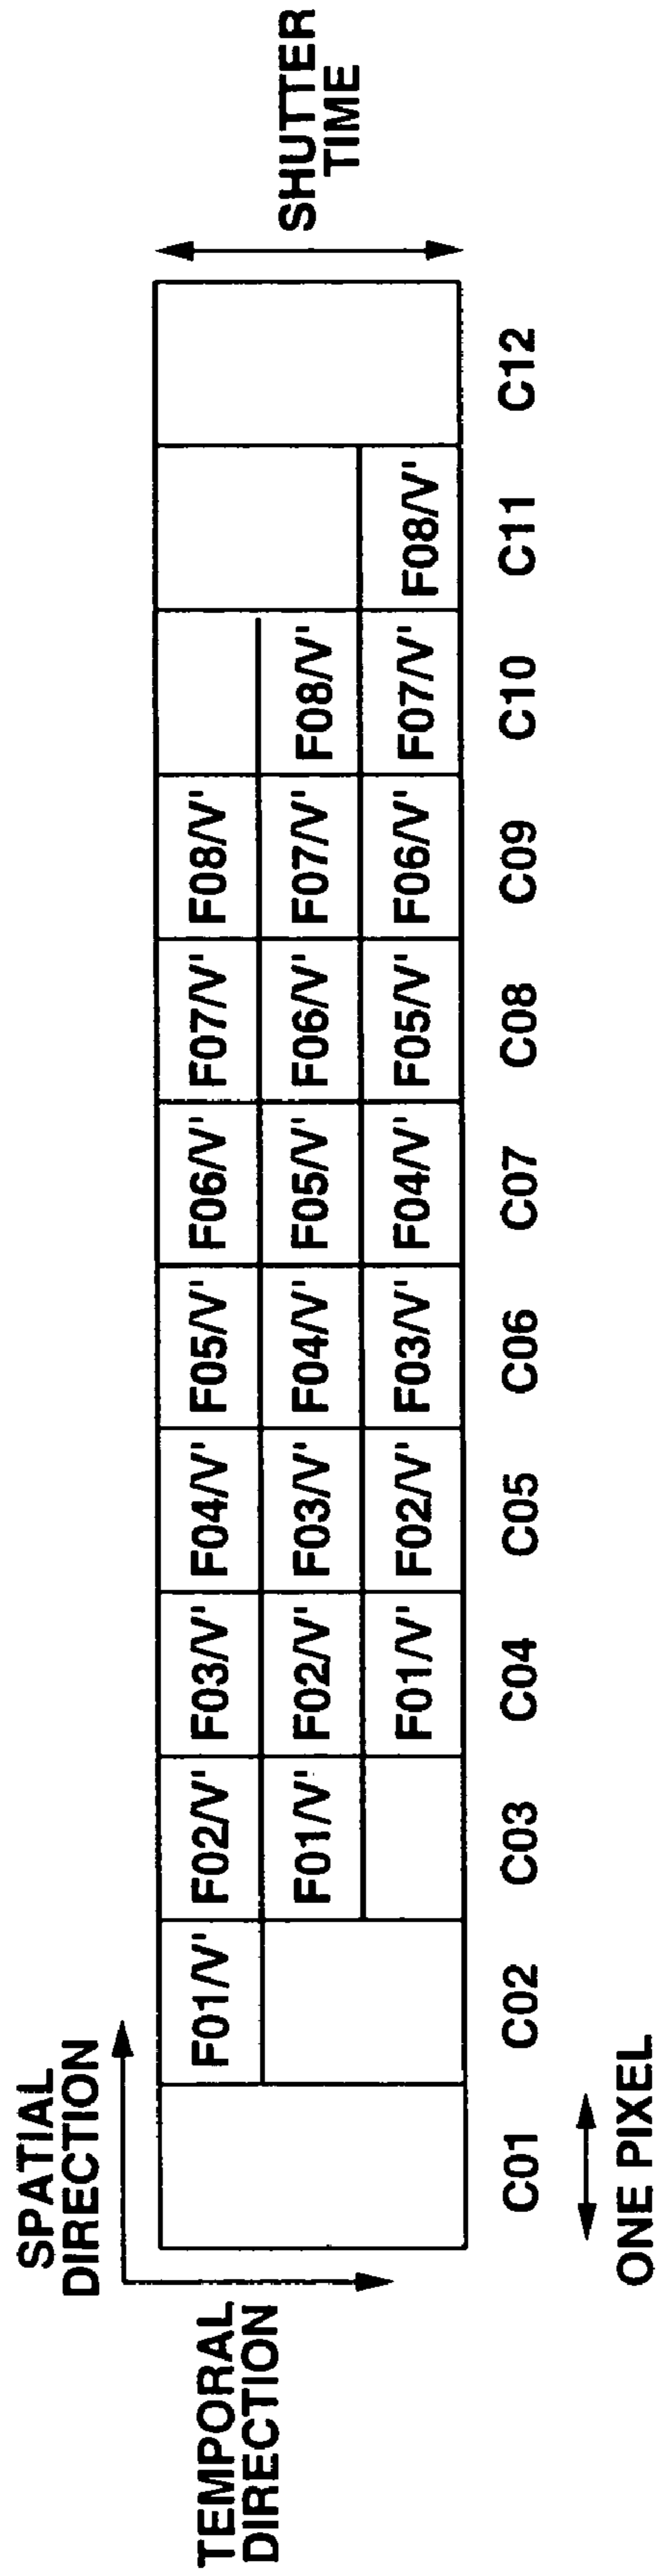 SPATIAL
DIRECTION
TEMPORAL
DIRECTION
SHUTTER
TIME
F01/V' F02/V' F03/V' F04/V' F05/V' F06/V' F07/V' F08/V'
F01/V' F02/V' F03/V' F04/V' F05/V' F06/V' F07/V' F08/V'
F01/V' F02/V' F03/V' F04/V' F05/V' F06/V' F07/V' F08/V'
C01 C02 C03 C04 C05 C06 C07 C08 C09 C10 C11 C12
ONE PIXEL